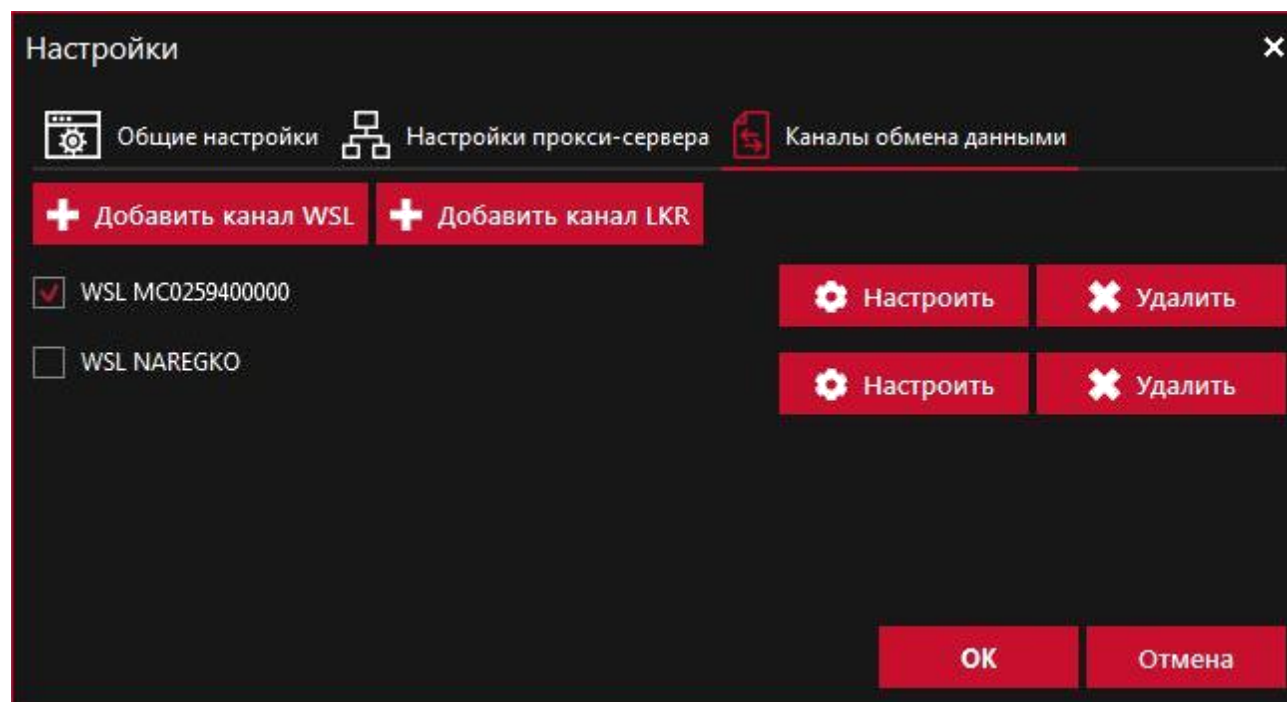 Настройки
Общие настройки Настройки прокси-сервера Каналы обмена данными
Добавить канал WSL Добавить канал LKR
WSL MC0259400000 Настроить Удалить
WSL NAREGKO Настроить Удалить
ОК Отмена